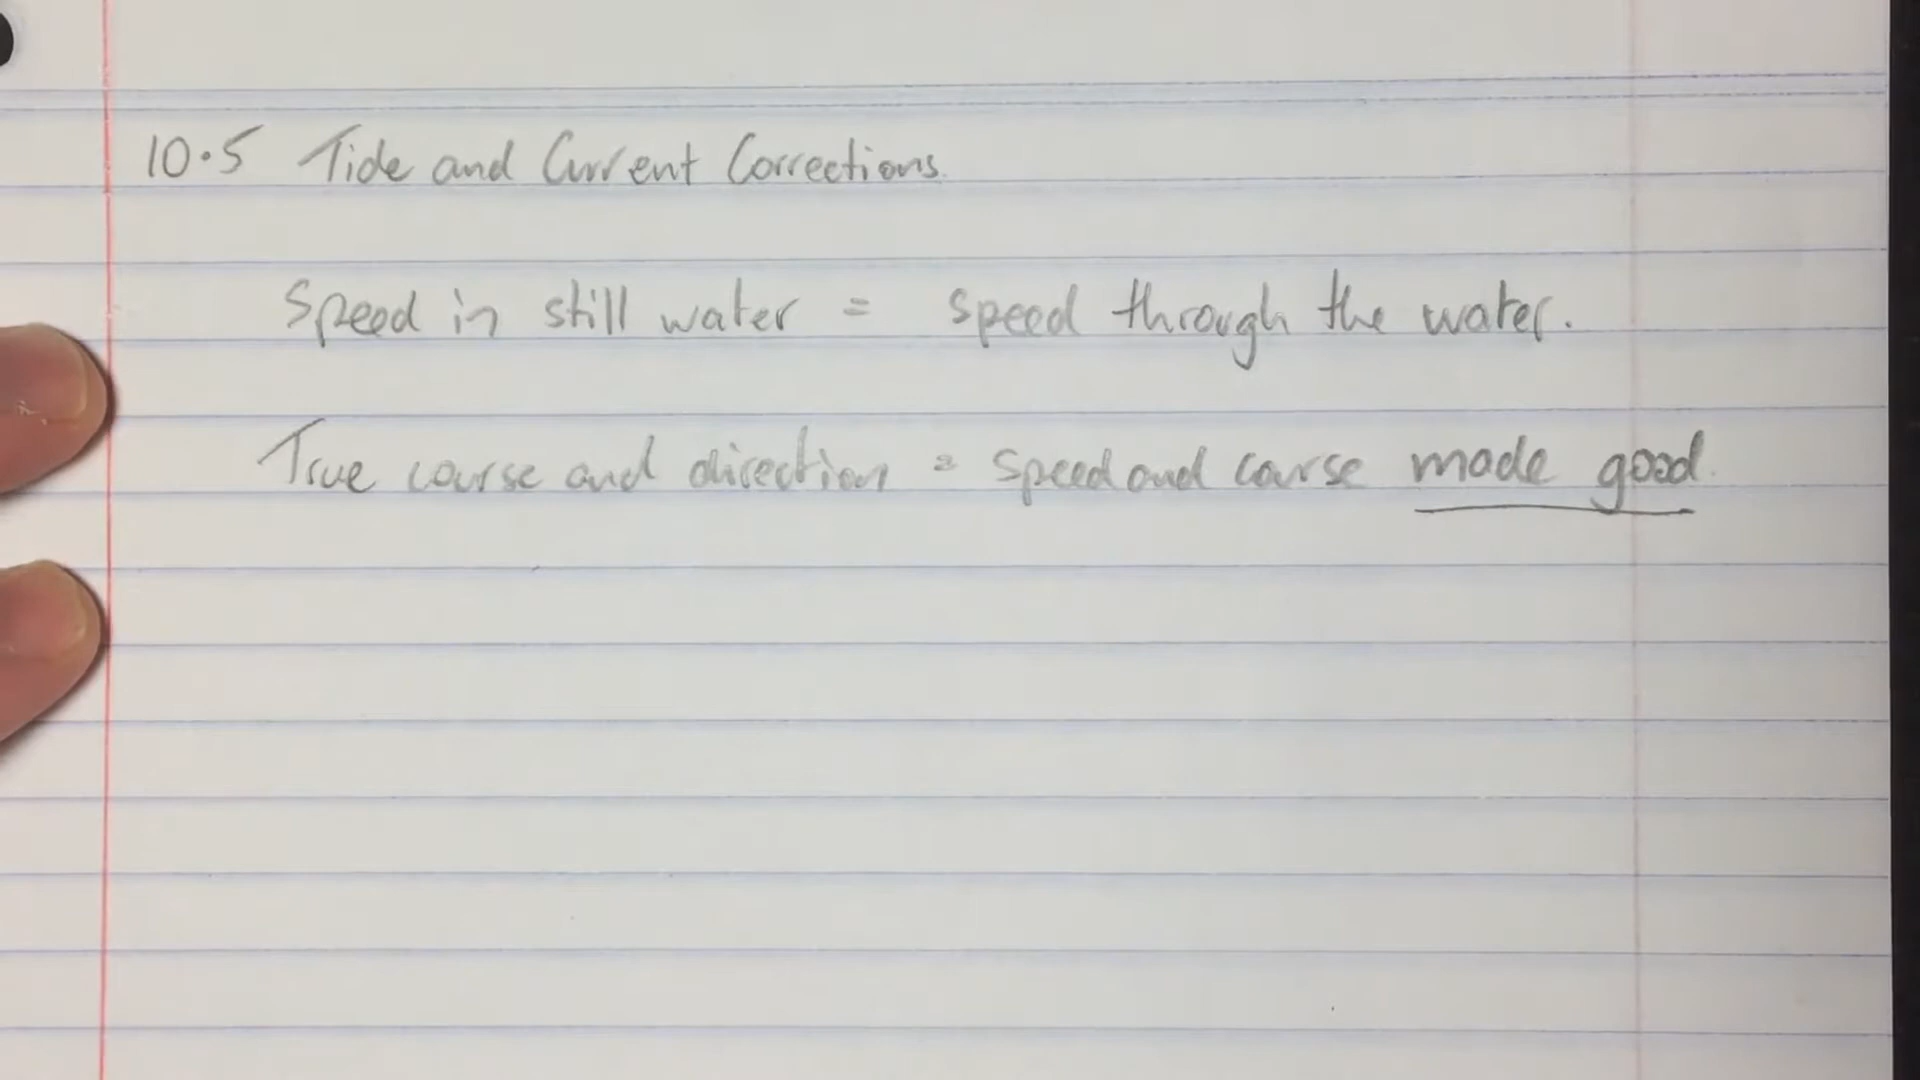 10.5 Tide and Current Corrections.
Speed in still water = speed through the water.
True course and direction = speed and course made good.